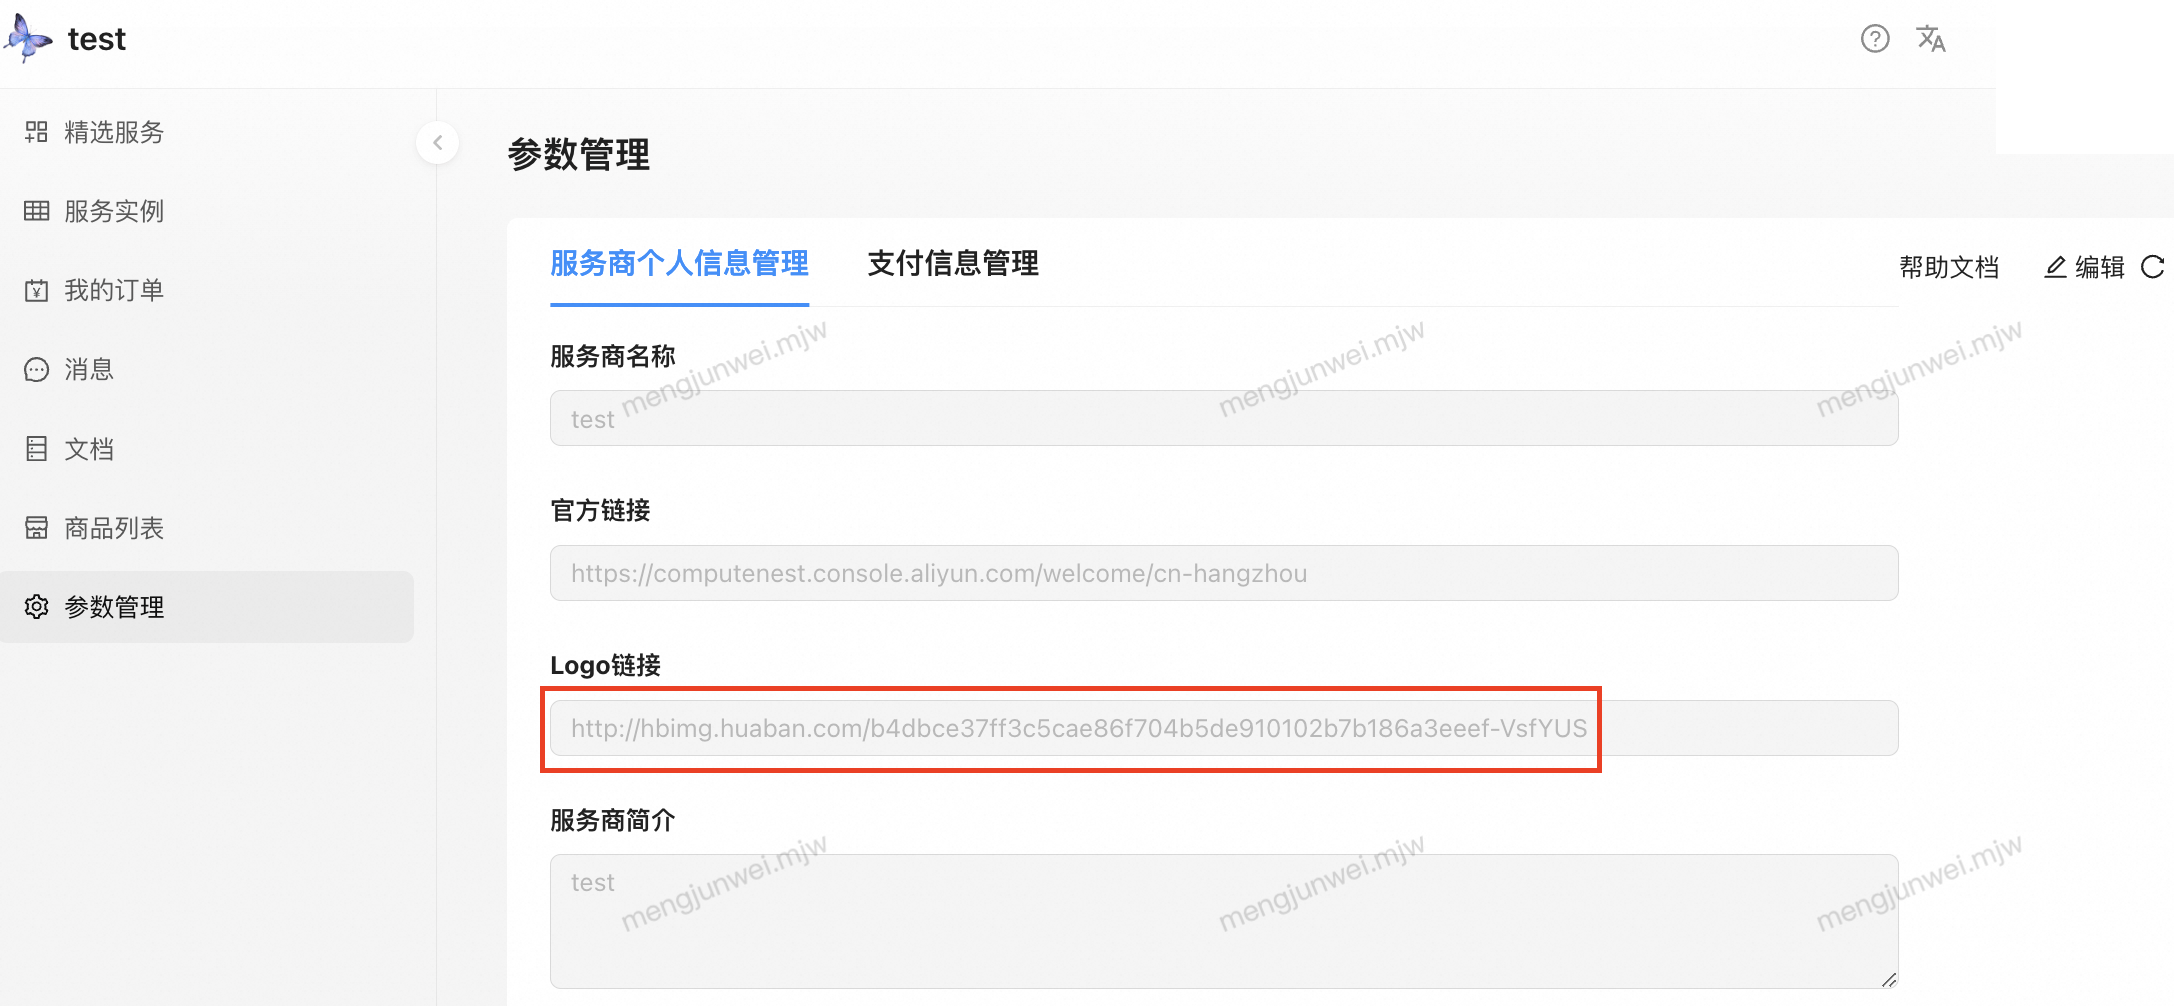 test
精选服务
服务实例
我的订单
消息
文档
商品列表
参数管理
参数管理
服务商个人信息管理
支付信息管理
帮助文档
编辑
服务商名称
test
官方链接
https://computenest.console.aliyun.com/welcome/cn-hangzhou
Logo链接
http://hbimg.huaban.com/b4dbce37ff3c5cae86f704b5de910102b7b186a3eeef-VsfYUS
服务商简介
test
mengjunwei.mjw
mengjunwei.mjw
mengjunwei.mjw
mengjunwei.mjw
mengjunwei.mjw
mengjunwei.mjw